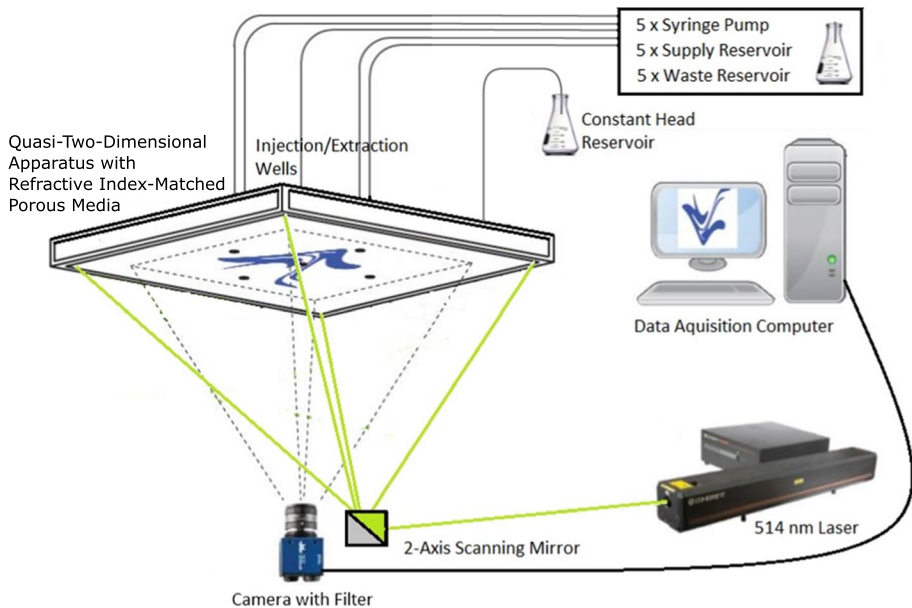 5 x Syringe Pump
5 x Supply Reservoir
5 x Waste Reservoir
Constant Head
Reservoir
Quasi-Two-Dimensional
Apparatus with
Refractive Index-Matched
Porous Media
Injection/Extraction
Wells
Data Aquisition Computer
COHERENT
514 nm Laser
2-Axis Scanning Mirror
Camera with Filter